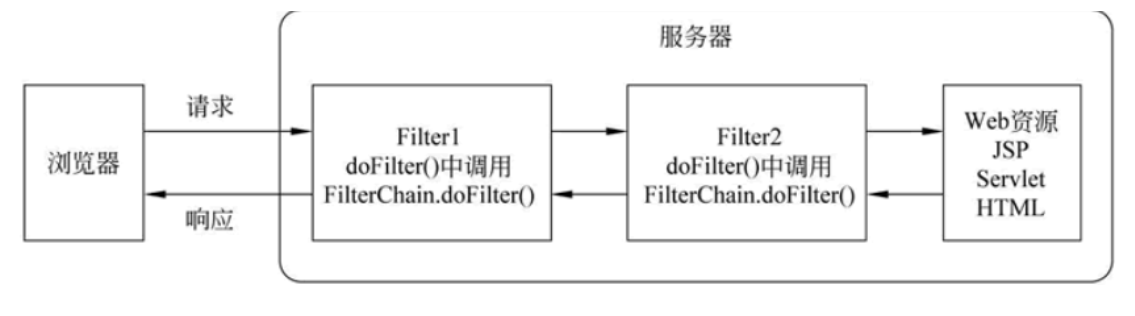 服务器
浏览器
请求
响应
Filter1
doFilter()中调用
FilterChain.doFilter()
Filter2
doFilter()中调用
FilterChain.doFilter()
Web资源
JSP
Servlet
HTML